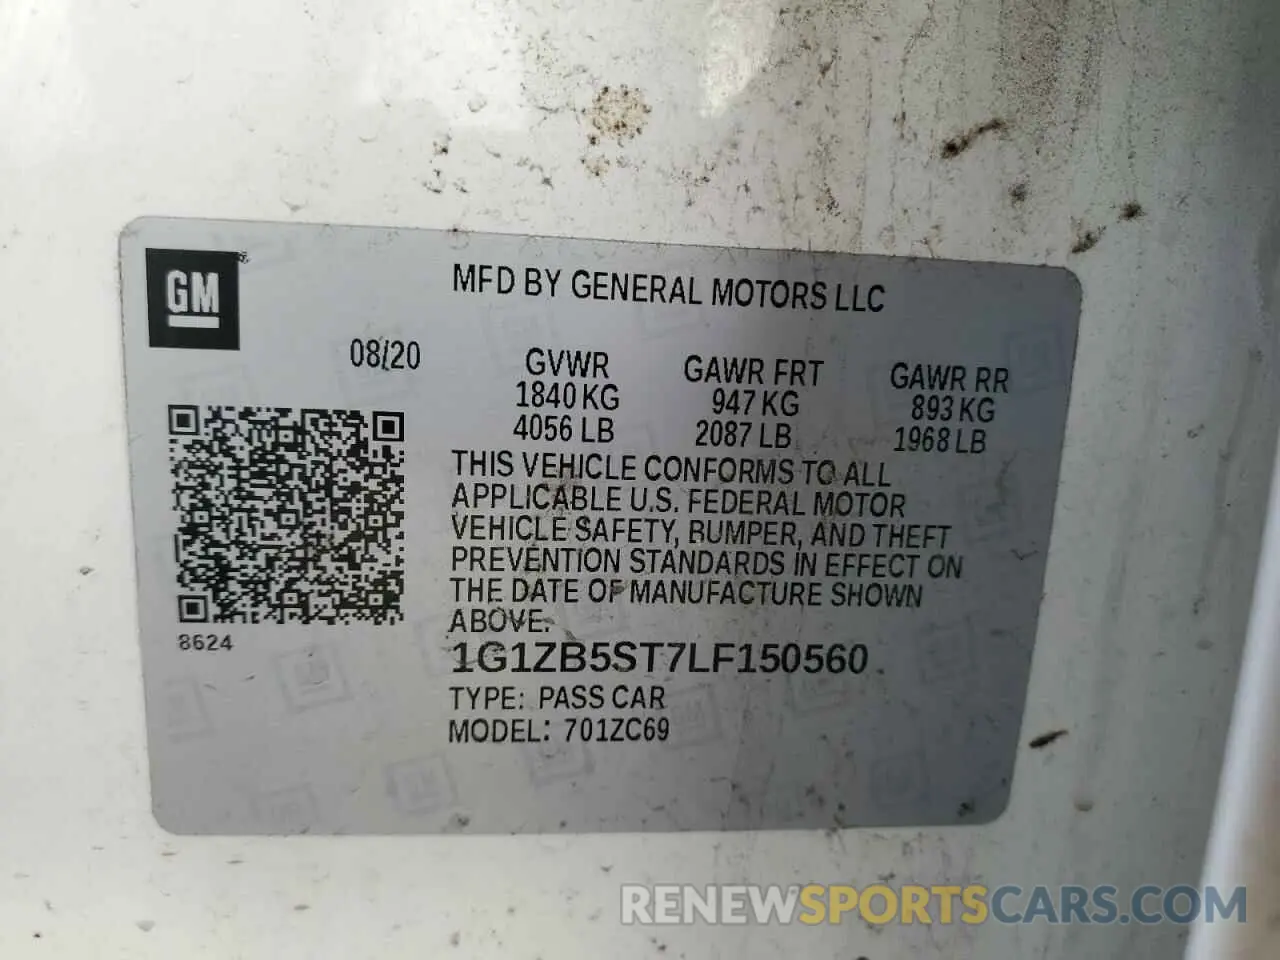 GM
MFD BY GENERAL MOTORS LLC
08/20 GVWR GAWR FRT GAWR RR
1840 KG 947 KG 893 KG
4056 LB 2087 LB 1968 LB
THIS VEHICLE CONFORMS TO ALL
APPLICABLE U.S. FEDERAL MOTOR
VEHICLE SAFETY, BUMPER, AND THEFT
PREVENTION STANDARDS IN EFFECT ON
THE DATE OF MANUFACTURE SHOWN
ABOVE.
8624
1G1ZB5ST7LF150560
TYPE: PASS CAR
MODEL: 701ZC69
RENEWSPORTSCARS.COM